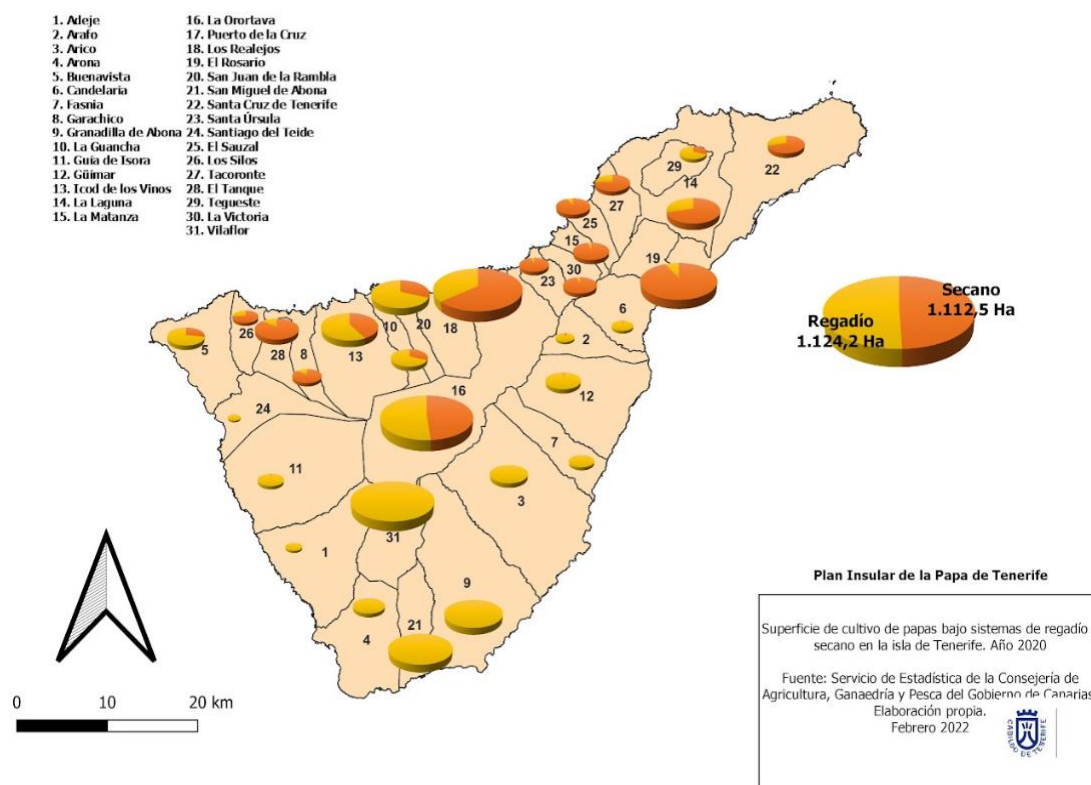 1. Adeje
2. Arafo
3. Arico
4. Arona
5. Buenavista
6. Candelaria
7. Fasnia
8. Garachico
9. Granadilla de Abona
10. La Guancha
11. Guía de Isora
12. Güímar
13. Icod de los Vinos
14. La Laguna
15. La Matanza
16. La Orortava
17. Puerto de la Cruz
18. Los Realejos
19. El Rosario
20. San Juan de la Rambla
21. San Miguel de Abona
22. Santa Cruz de Tenerife
23. Santa Úrsula
24. Santiago del Teide
25. El Sauzal
26. Los Silos
27. Tacoronte
28. El Tanque
29. Tegueste
30. La Victoria
31. Vilaflor
22
29
14
27
25
15
19
30
23
6
2
18
20
10
13
8
28
26
5
12
16
24
7
11
3
31
1
9
21
4
Secano
1.112,5 Ha
Regadío
1.124,2 Ha
0 10 20 km
Plan Insular de la Papa de Tenerife
Superficie de cultivo de papas bajo sistemas de regadío
secano en la isla de Tenerife. Año 2020
Fuente: Servicio de Estadística de la Consejería de
Agricultura, Ganaedría y Pesca del Gobierno de Canarias
Elaboración propia.
Febrero 2022
CABILDO DE TENERIFE